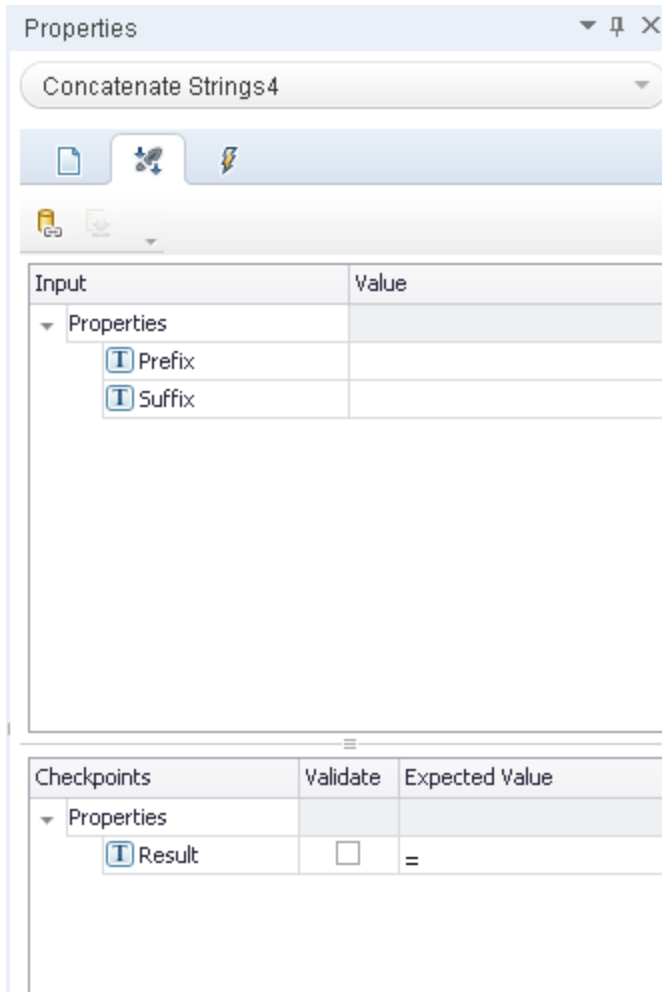 Properties
Concatenate Strings4
Input Value
Properties
T Prefix
T Suffix
Checkpoints Validate Expected Value
Properties
T Result =